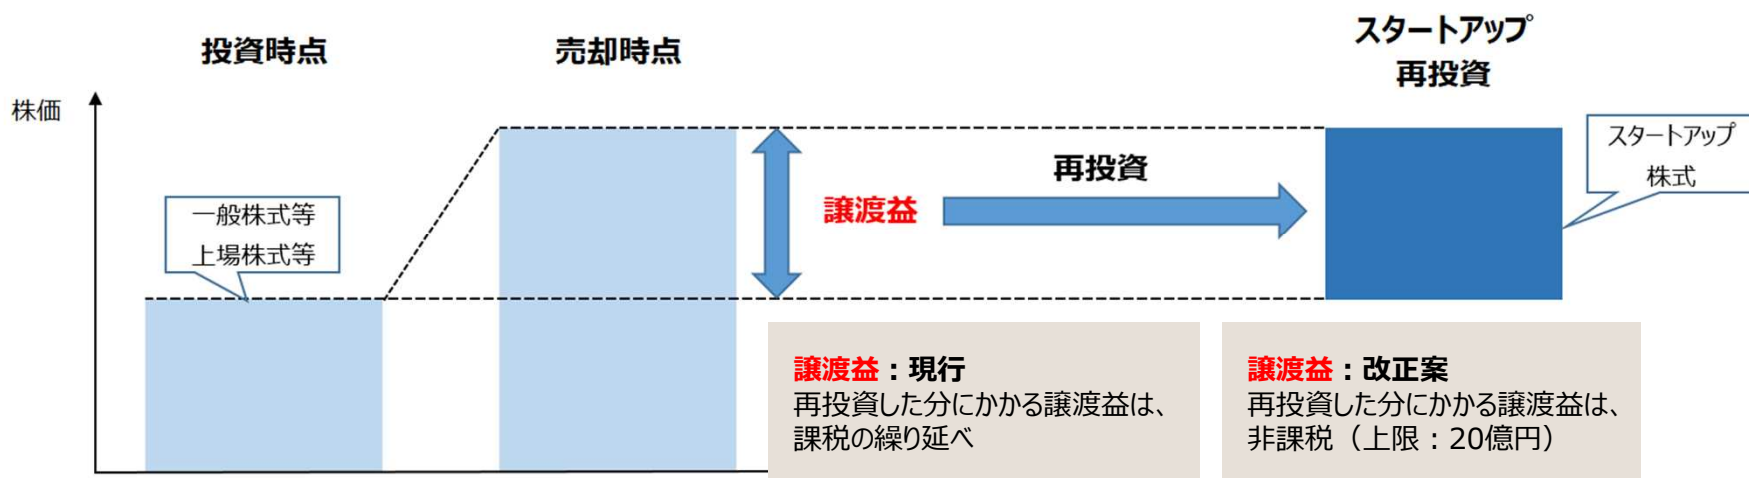 投資時点
売却時点
スタートアップ
再投資
株価
一般株式等
上場株式等
譲渡益
再投資
スタートアップ
株式
譲渡益：現行
再投資した分にかかる譲渡益は、
課税の繰り延べ
譲渡益：改正案
再投資した分にかかる譲渡益は、
非課税（上限：20億円）